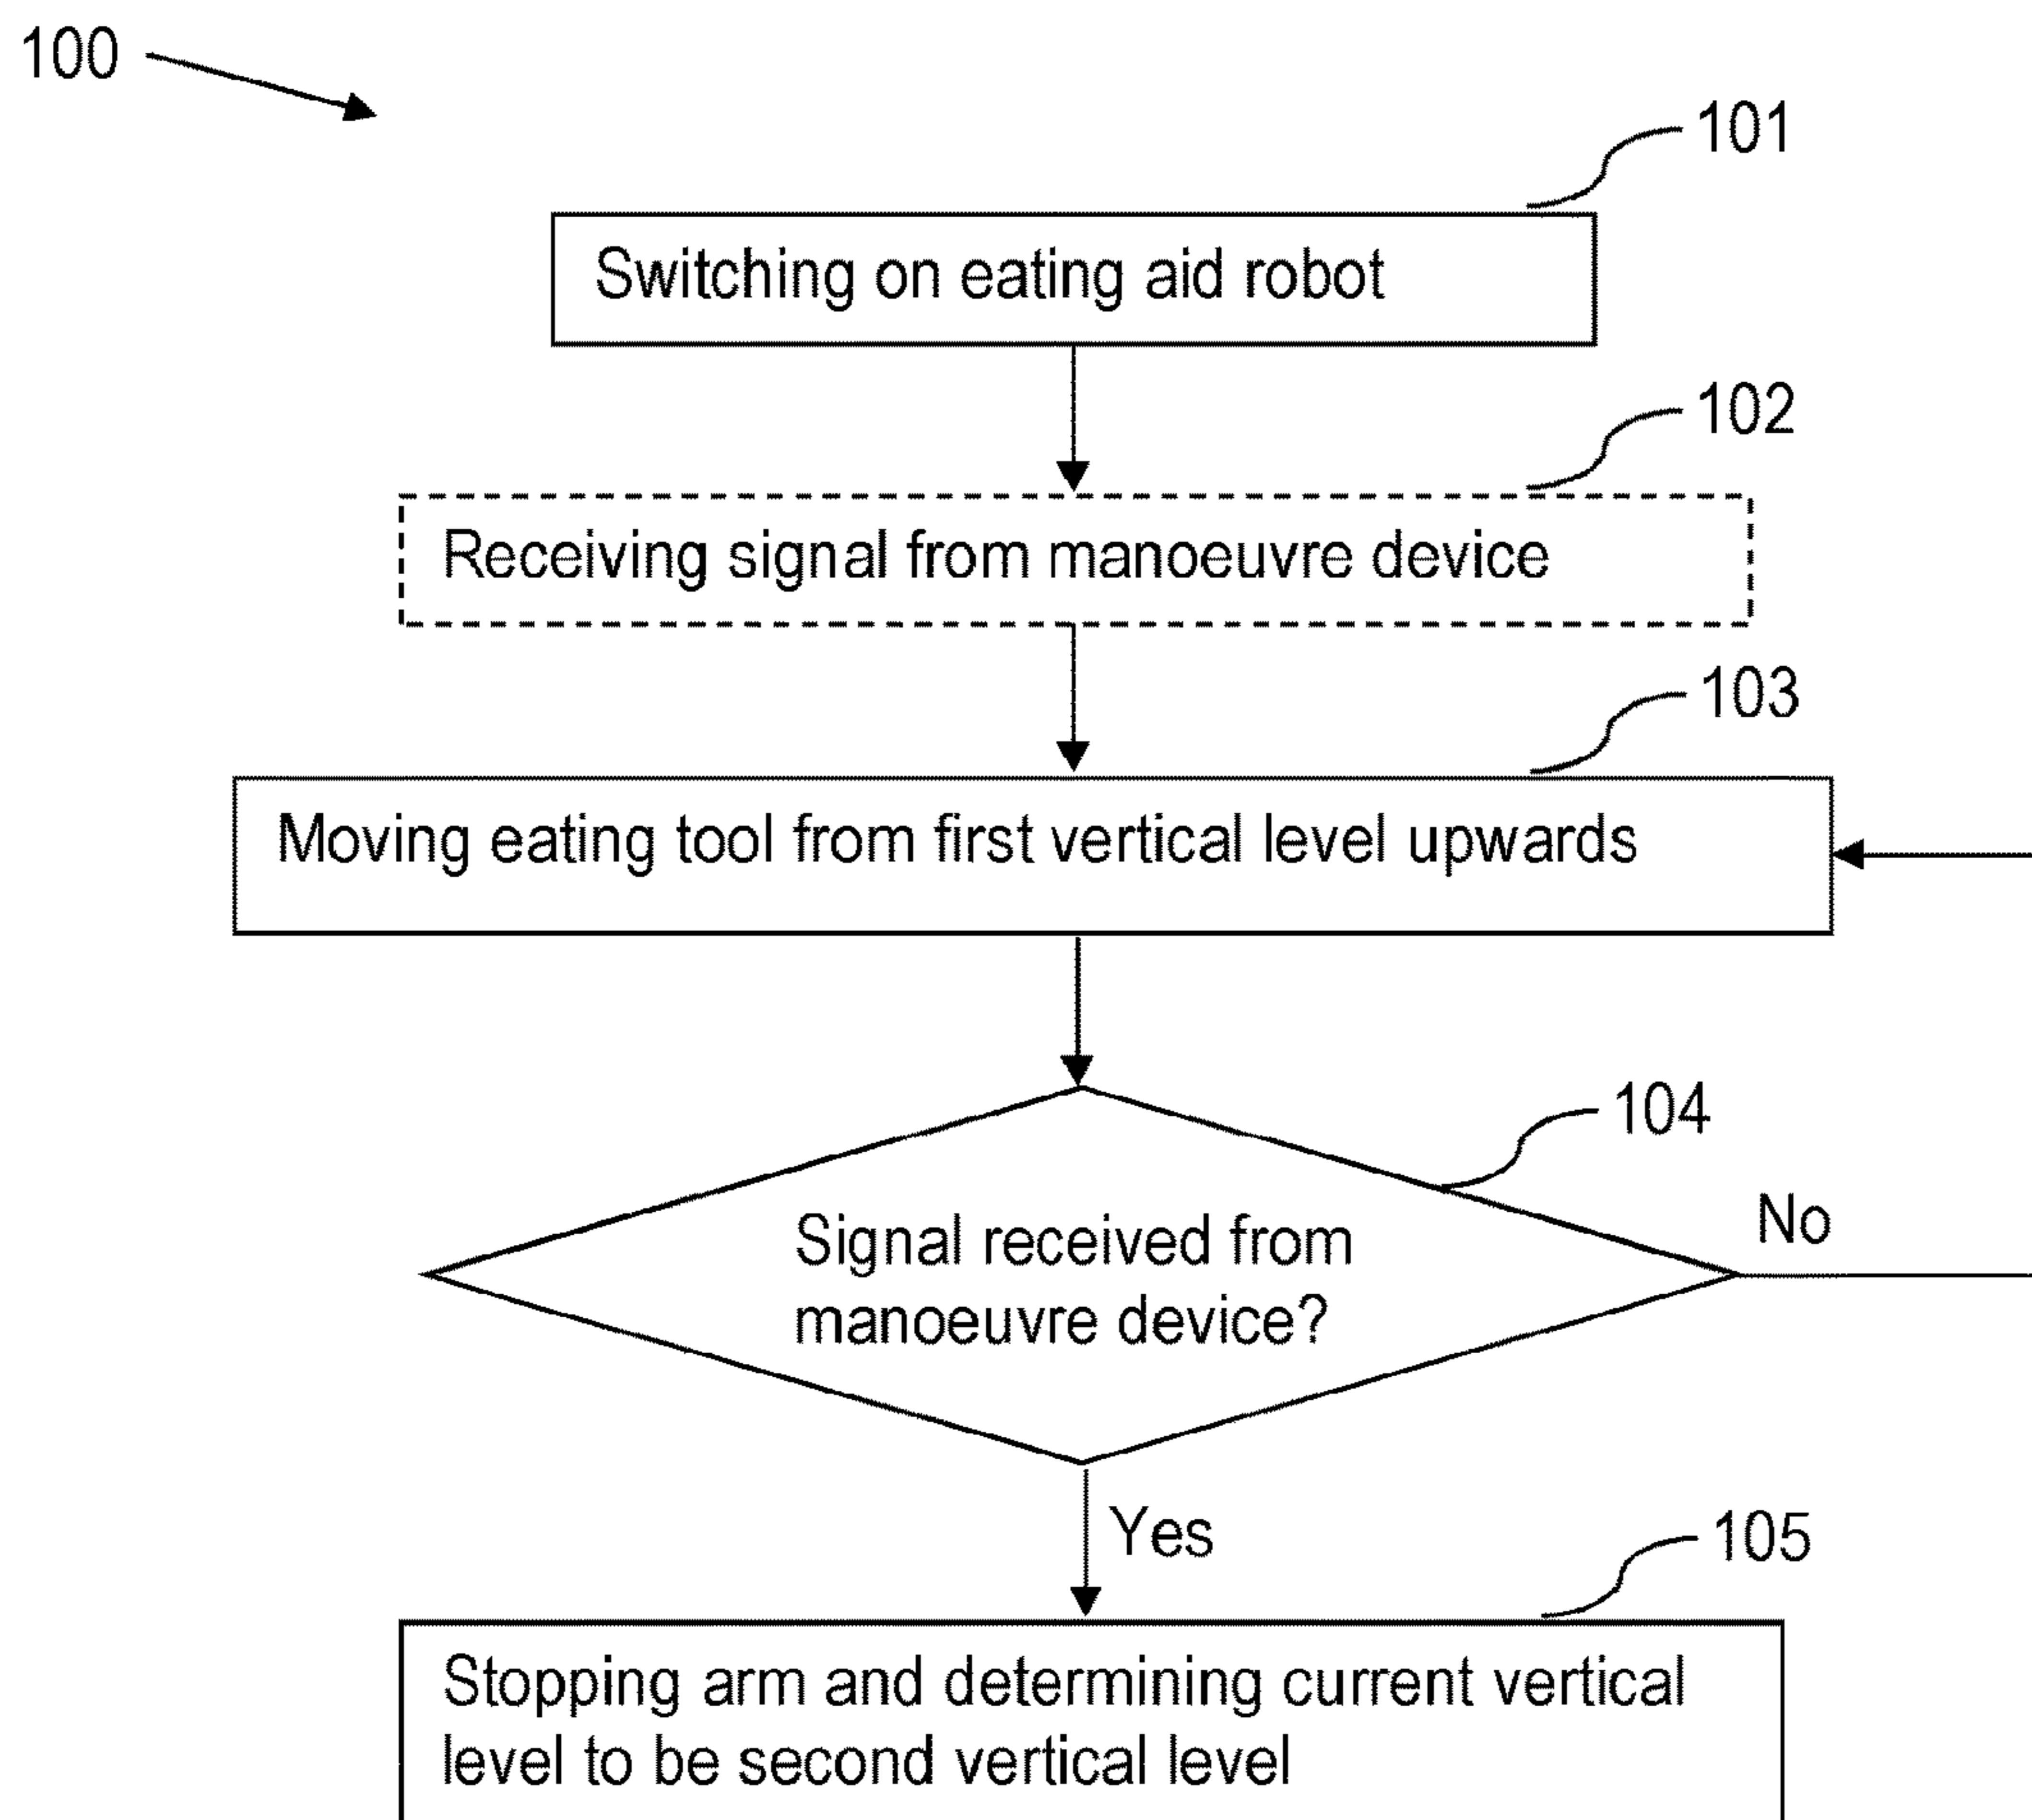 100
101
Switching on eating aid robot
102
Receiving signal from manoeuvre device
103
Moving eating tool from first vertical level upwards
104
Signal received from
manoeuvre device?
No
Yes
105
Stopping arm and determining current vertical
level to be second vertical level